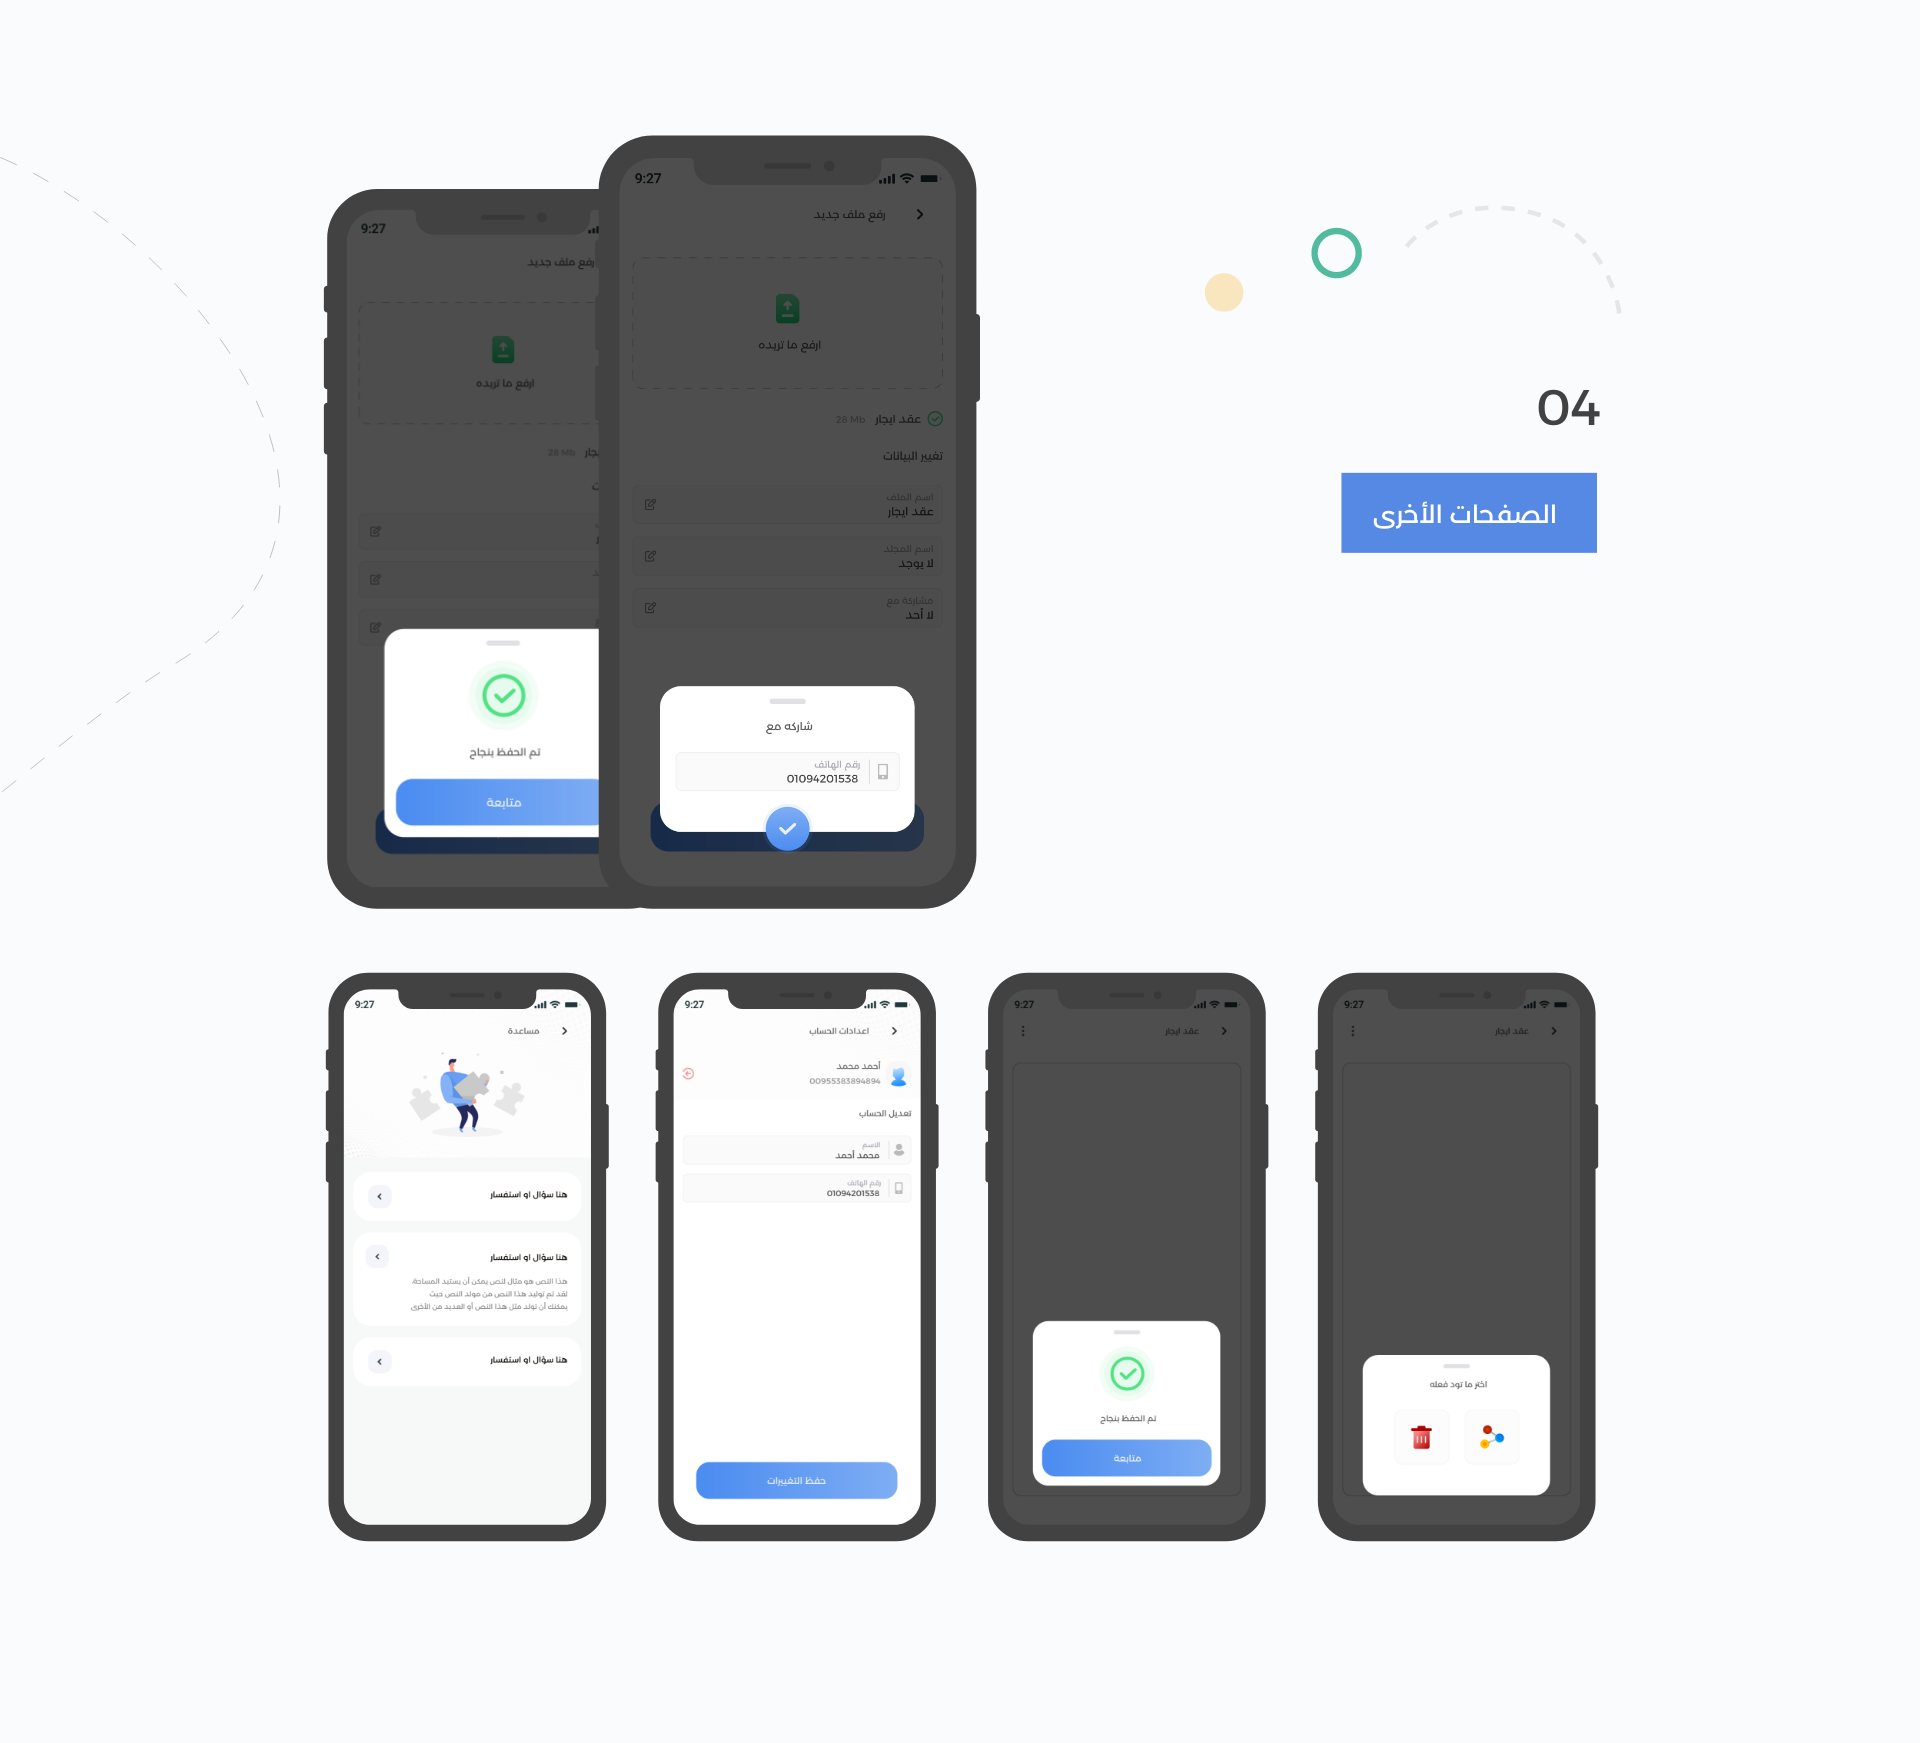 04
الصفحات الأخرى
9:27
رفع ملف جديد
ارفع ما تريده
عقد ايجار 28 Mb
تغيير البيانات
اسم الملف
عقد ايجار
اسم المجلد
لا يوجد
مشاركة مع
لا أحد
شاركه مع
رقم الهاتف
01094201538
9:27
رفع ملف جديد
ارفع ما تريده
28 Mb
تم الحفظ بنجاح
متابعة
9:27
عقد ايجار
اختر ما تود فعله
9:27
عقد ايجار
تم الحفظ بنجاح
متابعة
9:27
اعدادات الحساب
أحمد محمد
00955383894894
تعديل الحساب
الاسم
محمد أحمد
رقم الهاتف
01094201538
حفظ التغييرات
9:27
مساعدة
هنا سؤال او استفسار
هنا سؤال او استفسار
هذا النص هو مثال لنص يمكن أن يستبد المساحة،
لقد تم توليد هذا النص من مولد النص حيث
يمكنك أن تولد مثل هذا النص أو العديد من الأخرى
هنا سؤال او استفسار